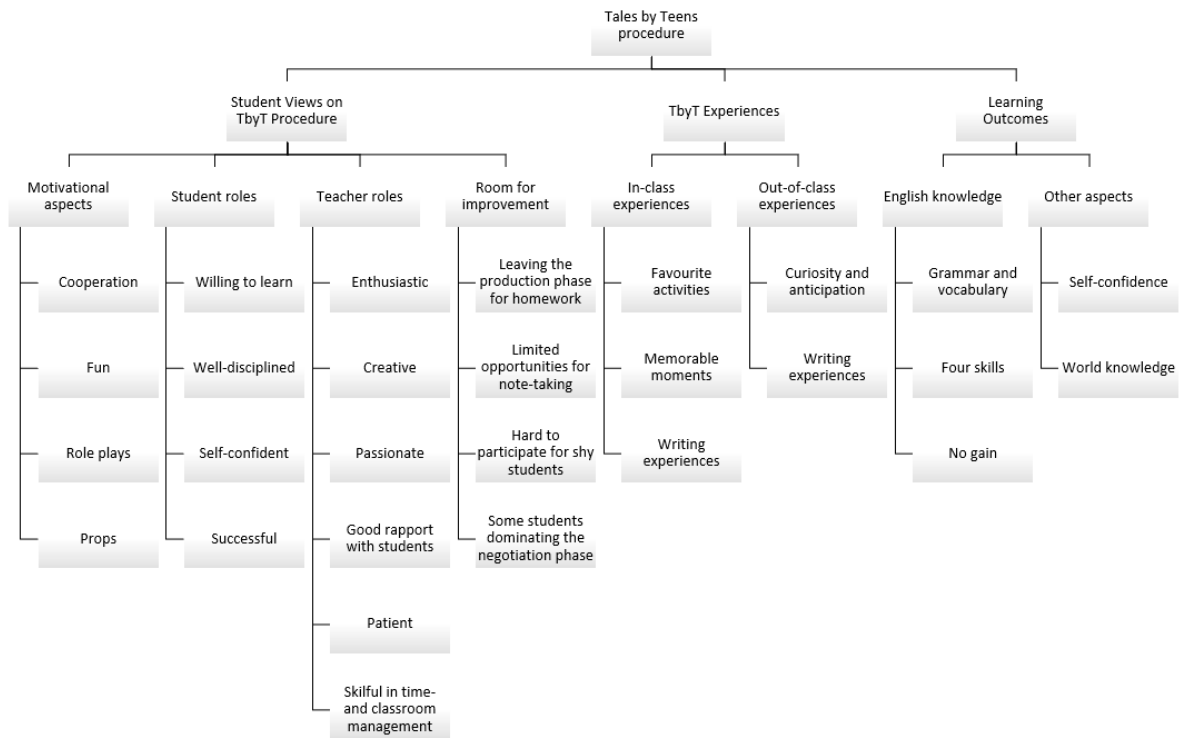 Tales by Teens
procedure
Student Views on
TbyT Procedure
TbyT Experiences
Learning
Outcomes
Motivational
aspects
Student roles
Teacher roles
Room for
improvement
In-class
experiences
Out-of-class
experiences
English knowledge
Other aspects
Cooperation
Fun
Role plays
Props
Willing to learn
Well-disciplined
Self-confident
Successful
Enthusiastic
Creative
Passionate
Good rapport
with students
Patient
Skilful in time-
and classroom
management
Leaving the
production phase
for homework
Limited
opportunities for
note-taking
Hard to
participate for shy
students
Some students
dominating the
negotiation phase
Favourite
activities
Memorable
moments
Writing
experiences
Curiosity and
anticipation
Writing
experiences
Grammar and
vocabulary
Four skills
No gain
Self-confidence
World knowledge